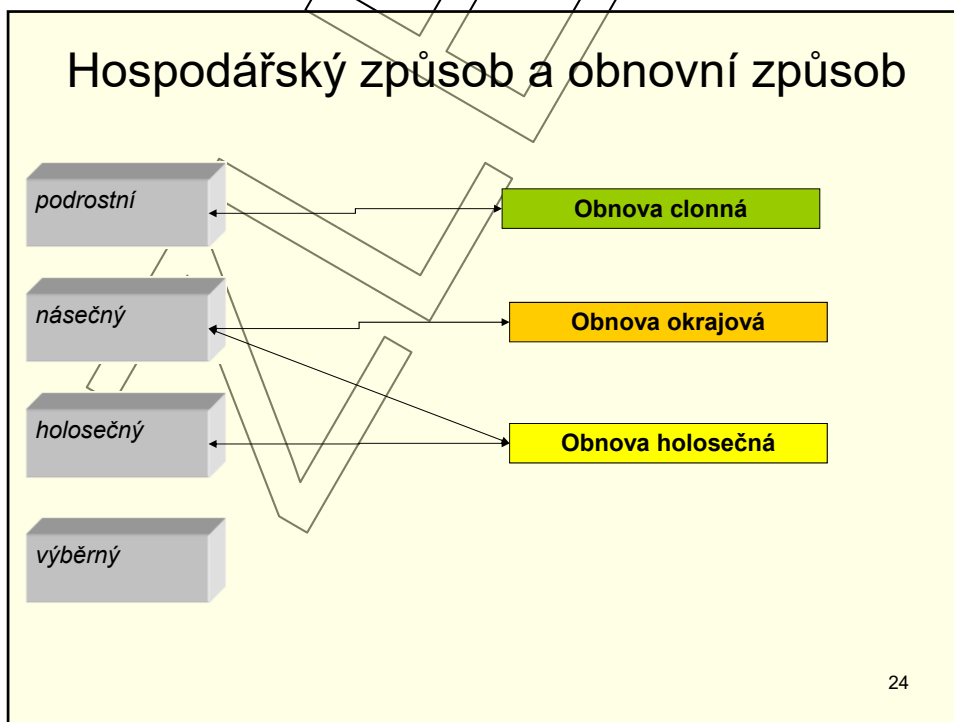 Hospodářský způsob a obnovní způsob
podrostní
Obnova clonná
násečný
Obnova okrajová
holosečný
Obnova holosečná
výběrný
24